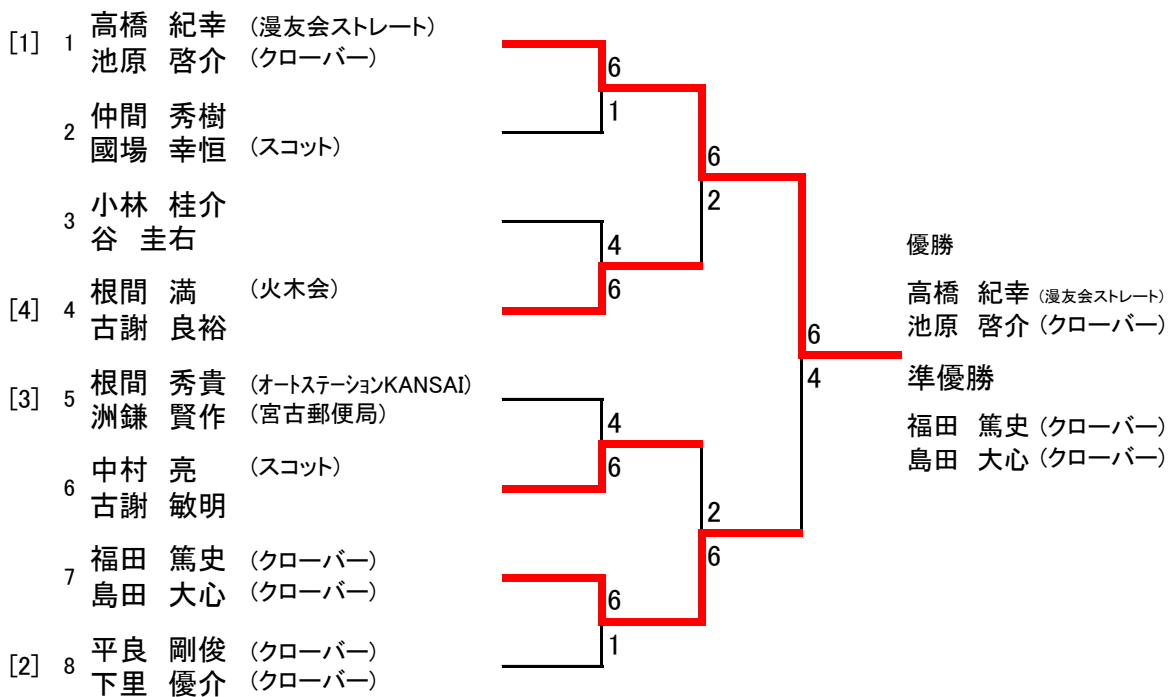 [1] 1 高橋 紀幸 (漫友会ストレート)
池原 啓介 (クローバー)
6
1
2 仲間 秀樹
國場 幸恒 (スコット)
6
2
3 小林 桂介
谷 圭右
4
6
[4] 4 根間 満 (火木会)
古謝 良裕
6
4
[3] 5 根間 秀貴 (オートステーションKANSAI)
洲鎌 賢作 (宮古郵便局)
4
6
6 中村 亮 (スコット)
古謝 敏明
2
6
7 福田 篤史 (クローバー)
島田 大心 (クローバー)
6
1
[2] 8 平良 剛俊 (クローバー)
下里 優介 (クローバー)
優勝
高橋 紀幸 (漫友会ストレート)
池原 啓介 (クローバー)
準優勝
福田 篤史 (クローバー)
島田 大心 (クローバー)